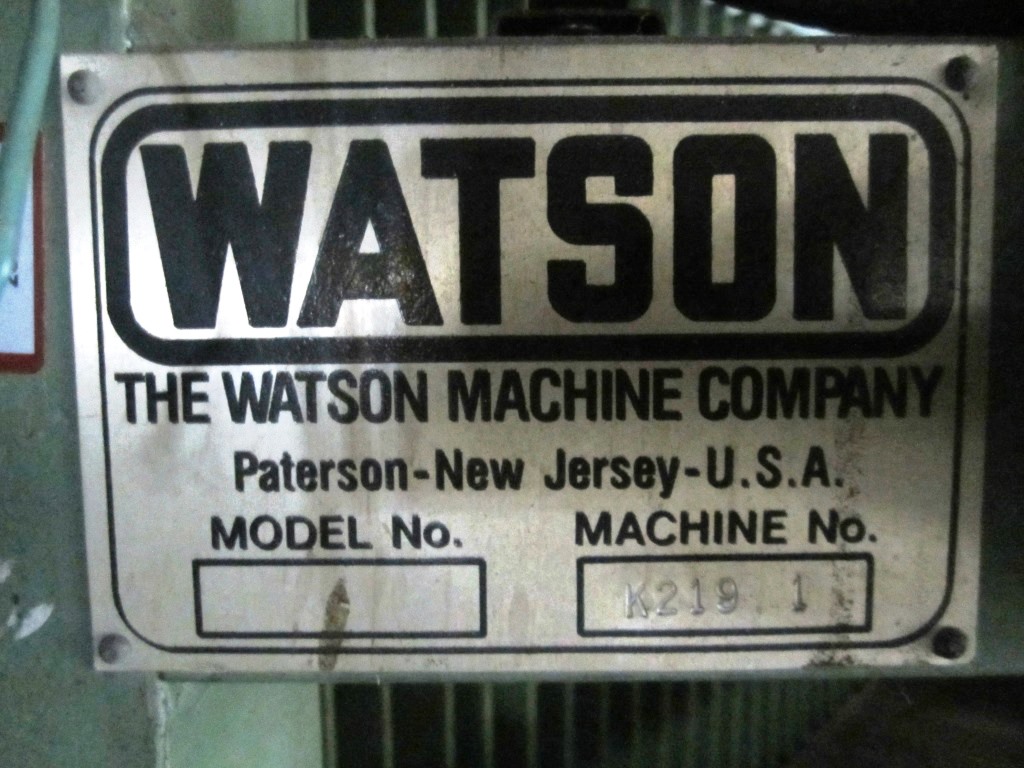 WATSON
THE WATSON MACHINE COMPANY
Paterson-New Jersey-U.S.A.
MODEL No. MACHINE No.
K219 1